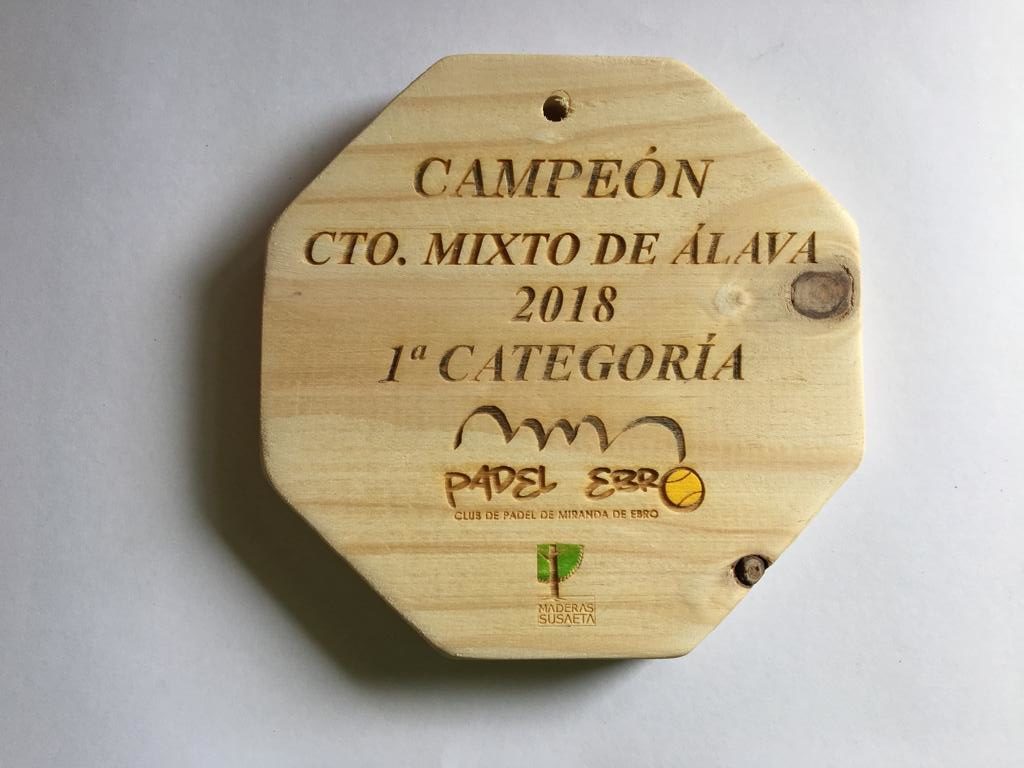 CAMPEÓN
CTO. MIXTO DE ÁLAVA
2018
1ª CATEGORÍA
PADEL EBRO
CLUB DE PADEL DE MIRANDA DE EBRO
MADERAS
SUSAETA